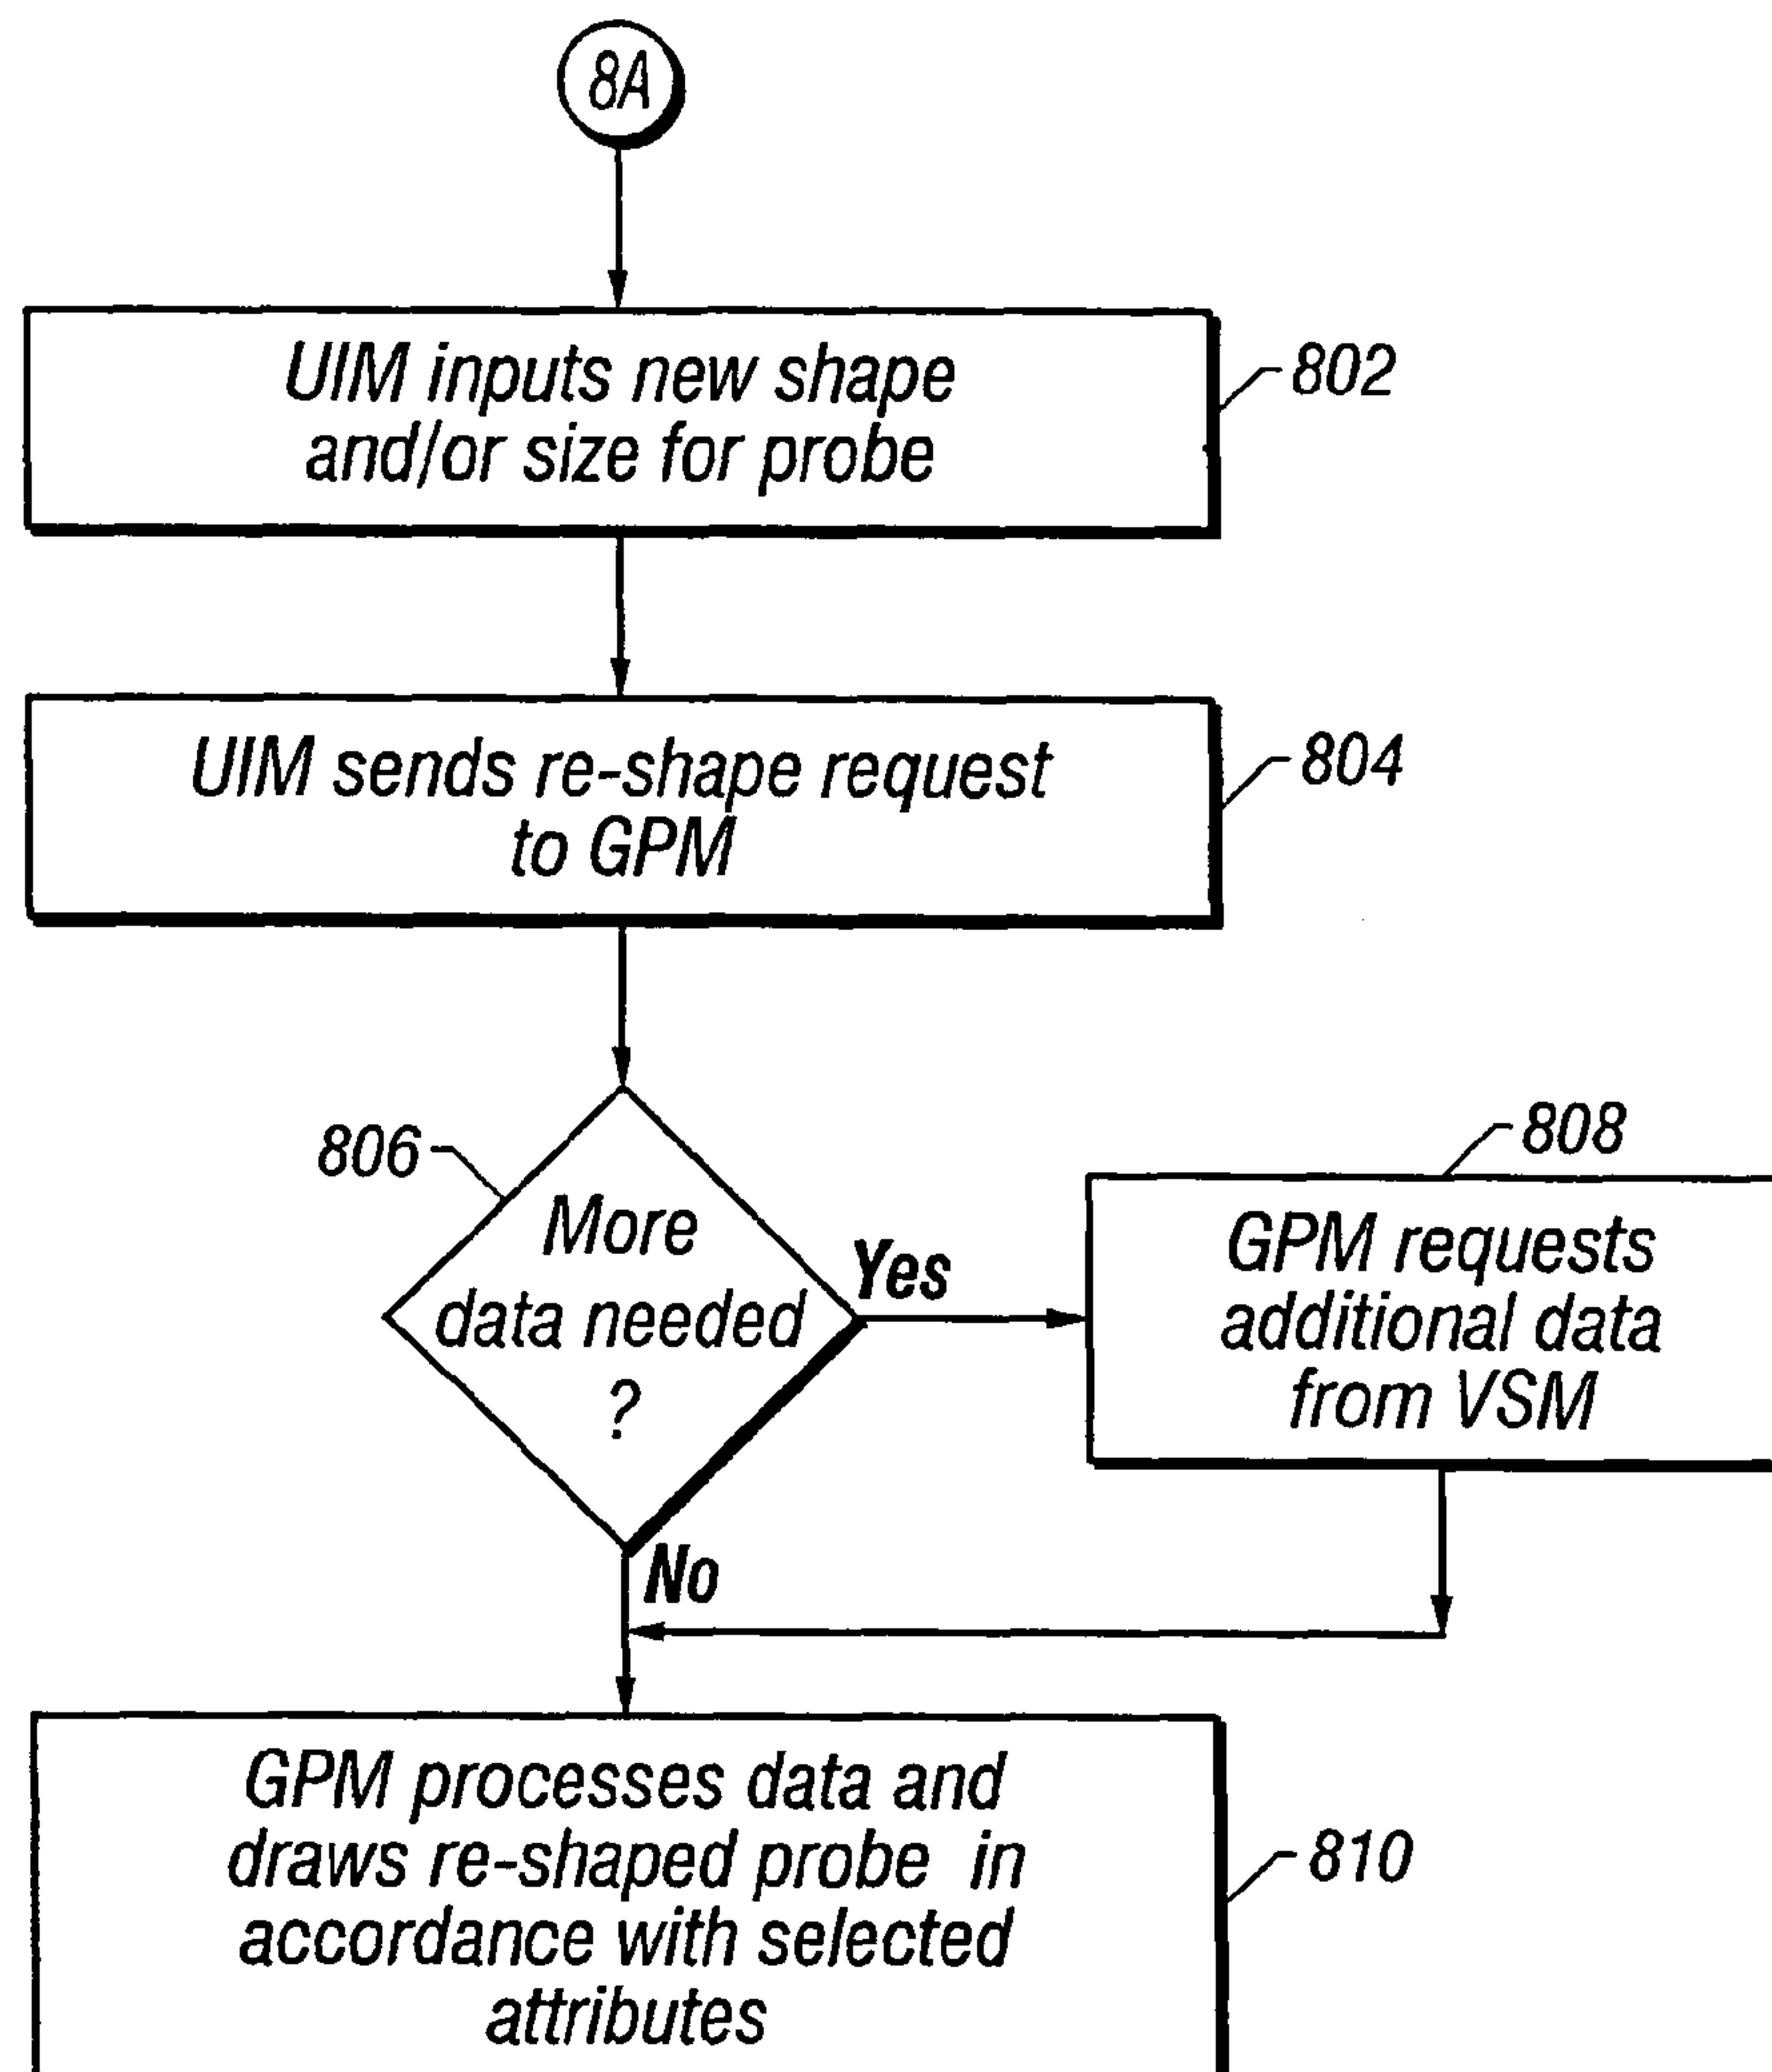 8A
UIM inputs new shape
and/or size for probe
802
UIM sends re-shape request
to GPM
804
806
More
data needed
?
Yes
No
808
GPM requests
additional data
from VSM
GPM processes data and
draws re-shaped probe in
accordance with selected
attributes
810